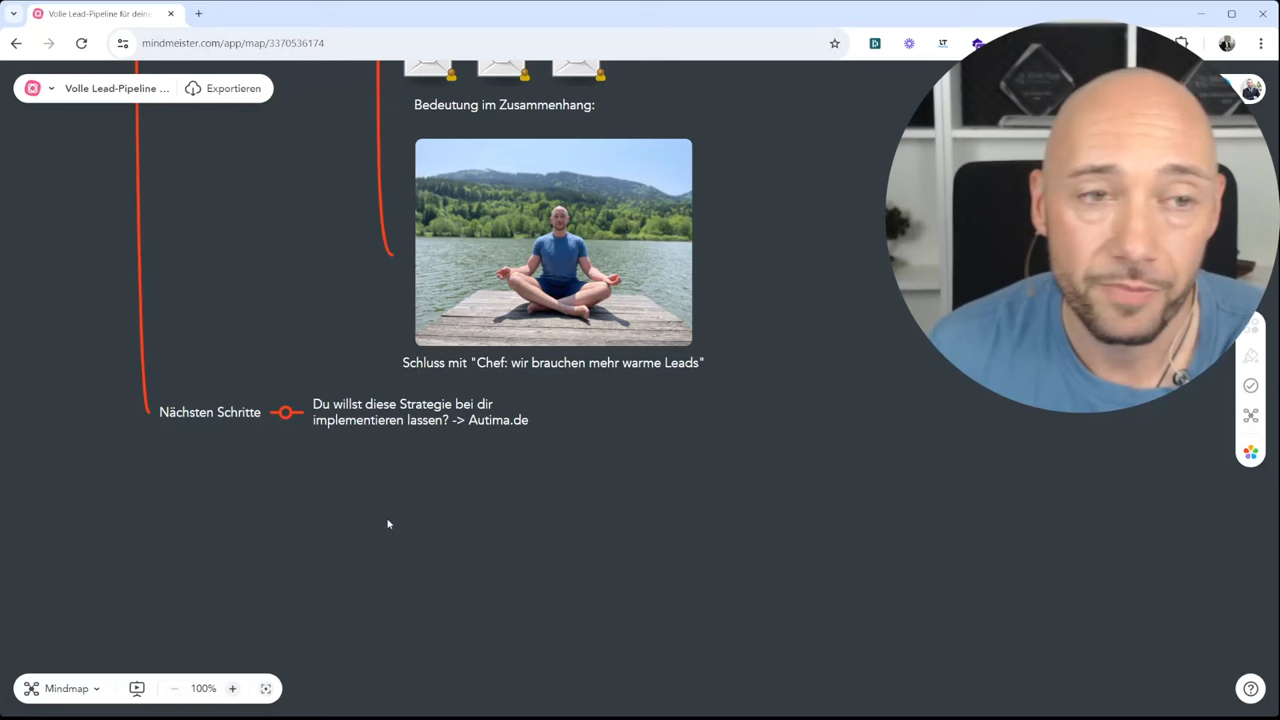 Volle Lead-Pipeline für deine
mindmeister.com/app/map/3370536174
LT
Volle Lead-Pipeline ...
Exportieren
Bedeutung im Zusammenhang:
Schluss mit "Chef: wir brauchen mehr warme Leads"
Nächsten Schritte
Du willst diese Strategie bei dir
implementieren lassen? -> Autima.de
Mindmap
100%